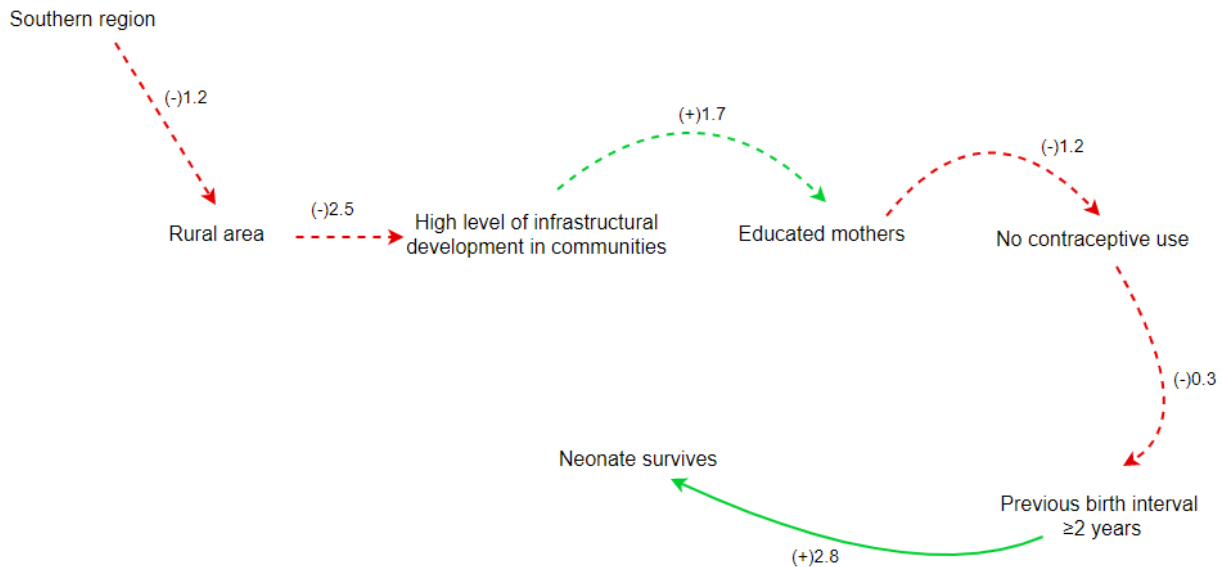 Southern region
(-)1.2
(+)1.7
(-)1.2
(-)2.5
Rural area
High level of infrastructural
development in communities
Educated mothers
No contraceptive use
(-)0.3
Neonate survives
Previous birth interval
≥2 years
(+)2.8